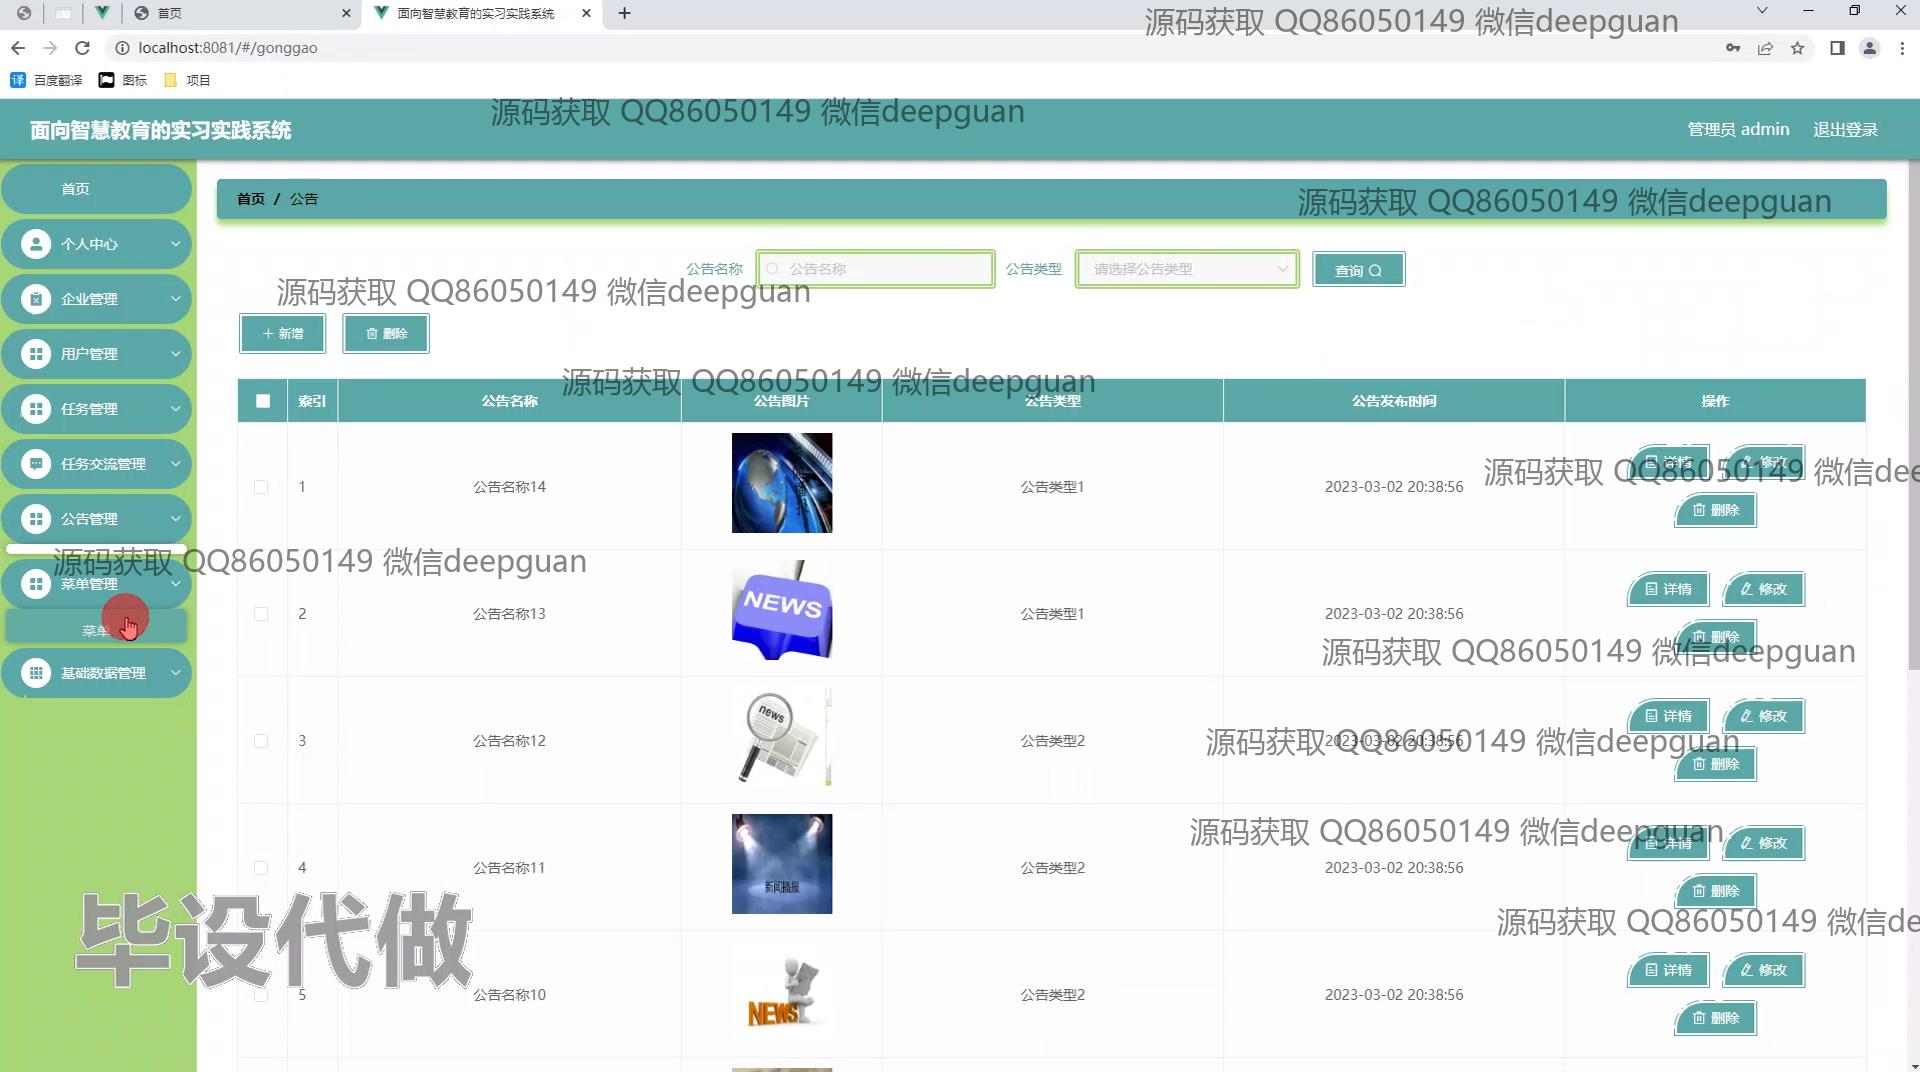 首页
面向智慧教育的实习实践系统
源码获取 QQ86050149 微信deepguan
localhost:8081/#/gonggao
百度翻译
图标
项目
源码获取 QQ86050149 微信deepguan
面向智慧教育的实习实践系统
管理员 admin
退出登录
首页
首页 / 公告
源码获取 QQ86050149 微信deepguan
个人中心
公告名称
公告名称
公告类型
请选择公告类型
查询
源码获取 QQ86050149 微信deepguan
企业管理
新增
删除
用户管理
源码获取 QQ86050149 微信deepguan
任务管理
索引
公告名称
公告图片
公告类型
公告发布时间
操作
任务交流管理
1
公告名称14
公告类型1
2023-03-02 20:38:56
详情
修改
删除
源码获取 QQ86050149 微信dee
公告管理
源码获取 QQ86050149 微信deepguan
菜单管理
菜单
2
公告名称13
NEWS
公告类型1
2023-03-02 20:38:56
详情
修改
删除
源码获取 QQ86050149 微信deepguan
基础数据管理
3
公告名称12
news
公告类型2
2023-03-02 20:38:56
详情
修改
删除
源码获取 QQ86050149 微信deepguan
源码获取 QQ86050149 微信deepguan
4
公告名称11
新闻播报
公告类型2
2023-03-02 20:38:56
详情
修改
删除
源码获取 QQ86050149 微信de
毕设代做
5
公告名称10
NEWS
公告类型2
2023-03-02 20:38:56
详情
修改
删除